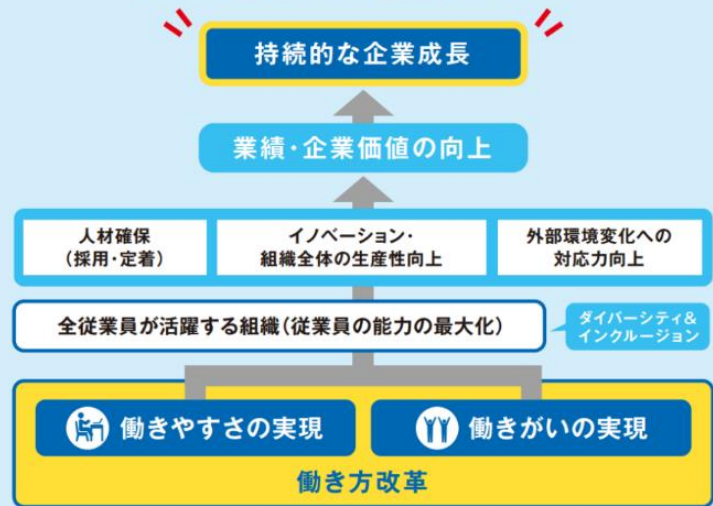 持続的な企業成長
業績・企業価値の向上
人材確保
(採用・定着)
イノベーション・
組織全体の生産性向上
外部環境変化への
対応力向上
全従業員が活躍する組織(従業員の能力の最大化)
ダイバーシティ&
インクルージョン
働きやすさの実現
働きがいの実現
働き方改革